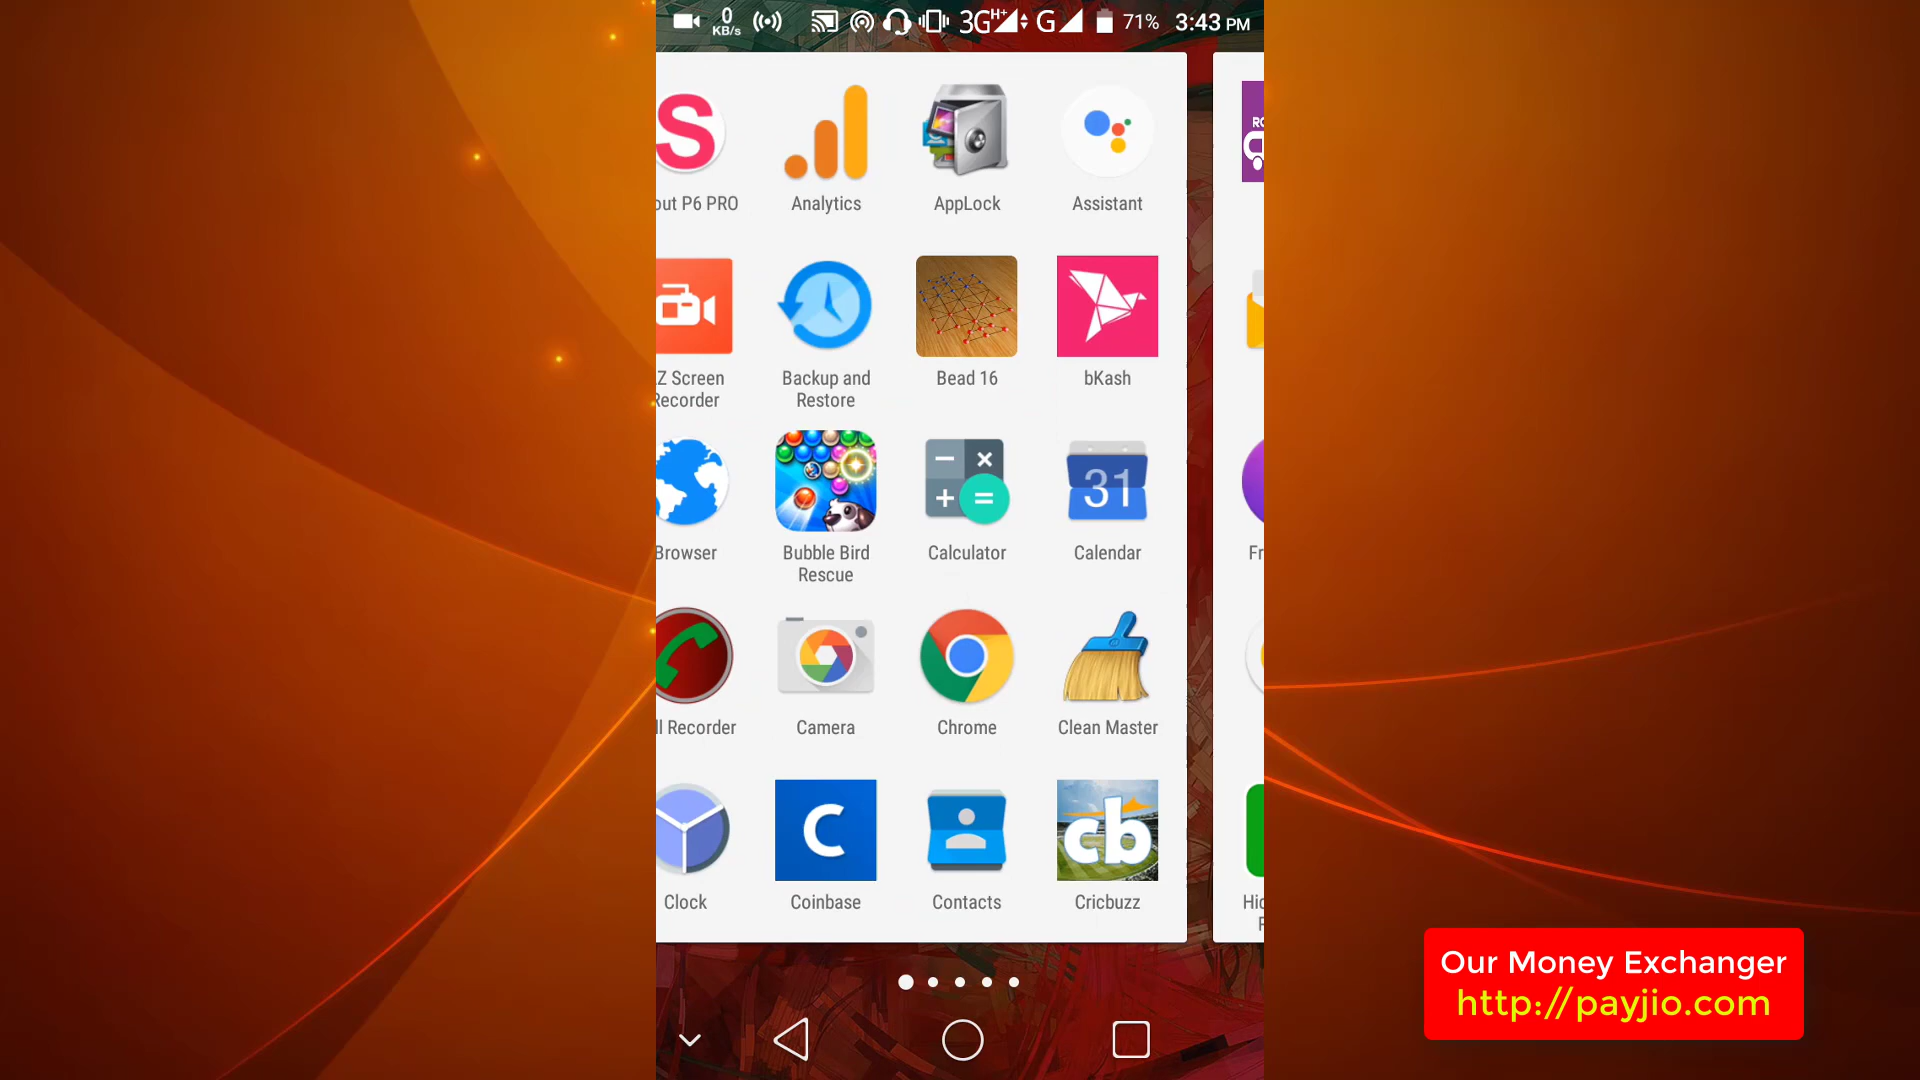 0 KB/s 3G H+ G 71% 3:43 PM
S
out P6 PRO Analytics AppLock Assistant
Z Screen Recorder
Backup and Restore
Bead 16
bKash
31
Browser
Bubble Bird Rescue
Calculator
Calendar
ll Recorder Camera Chrome Clean Master
C
cb
Clock Coinbase Contacts Cricbuzz
Our Money Exchanger
http://payjio.com